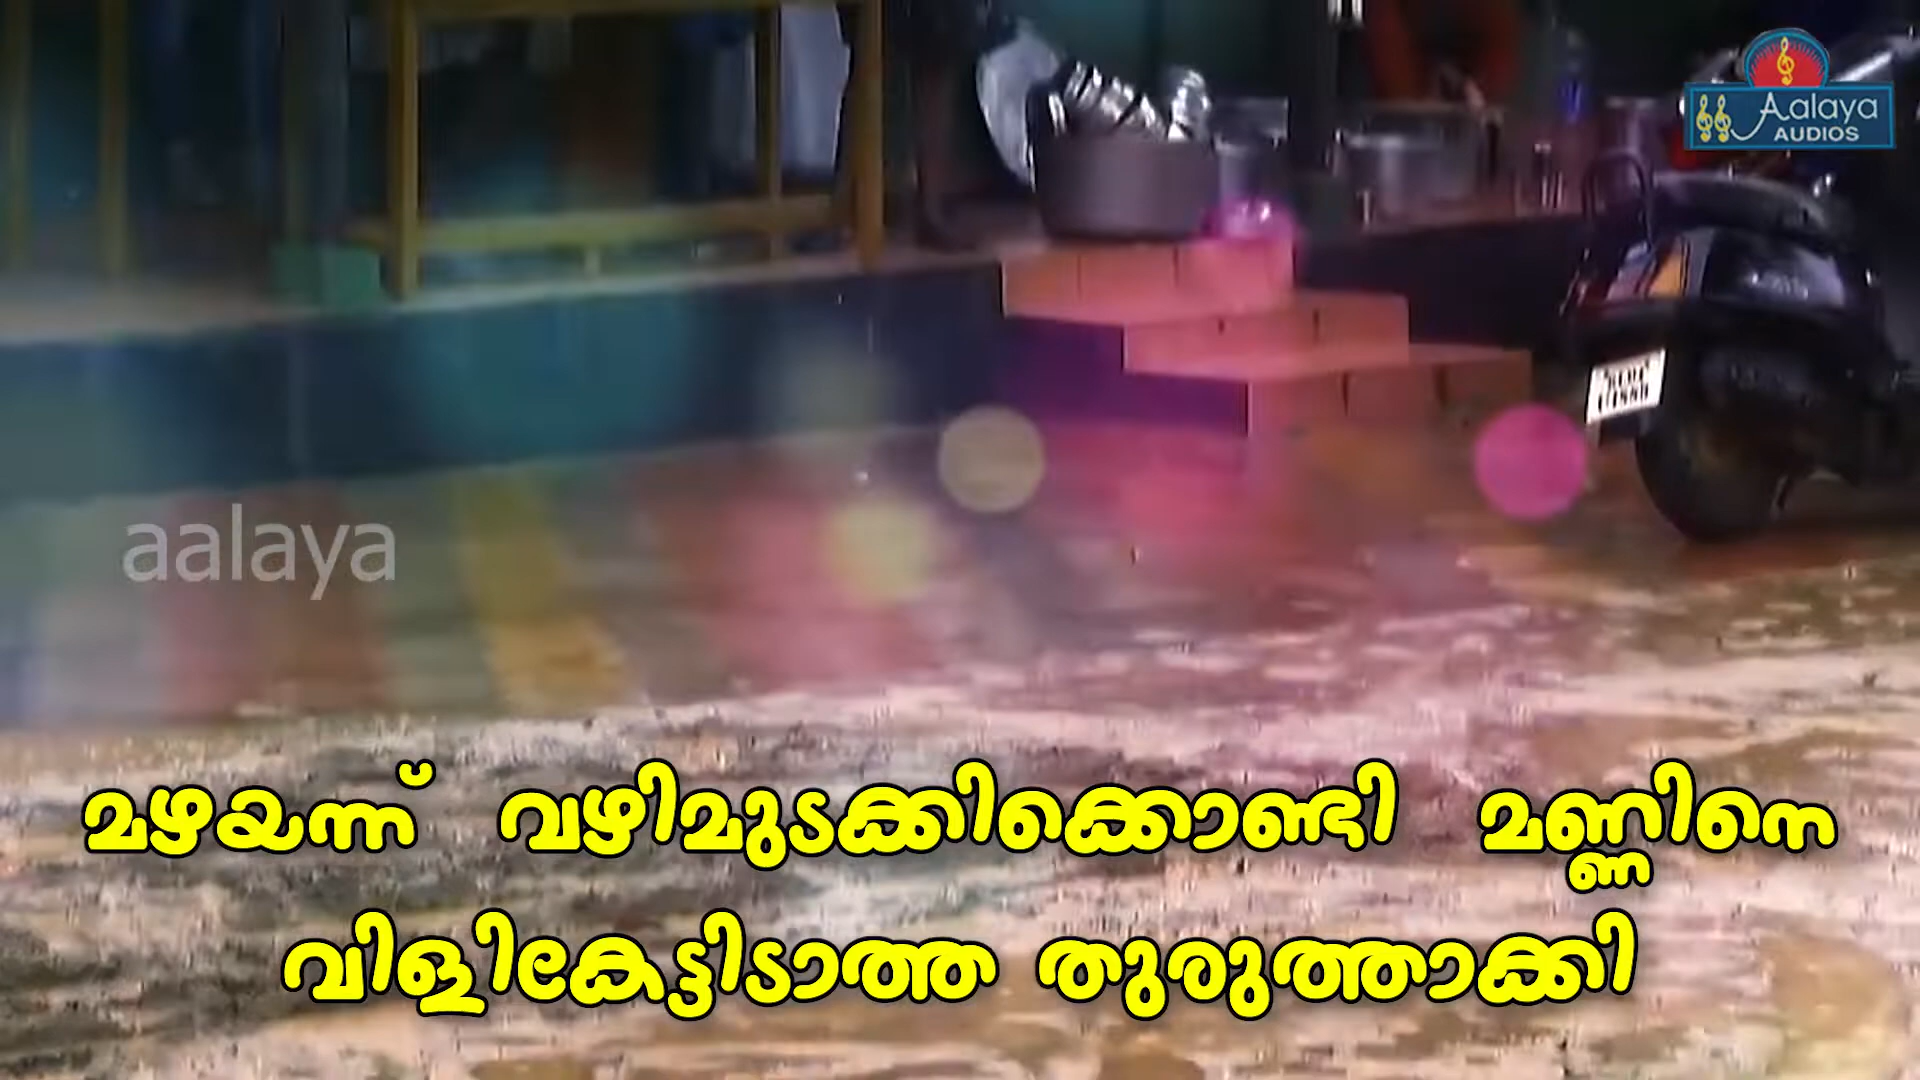 Aalaya
AUDIOS
aalaya
മഴയന്ന് വഴിമുടക്കിക്കൊണ്ടി മണ്ണിനെ
വിളികേട്ടിടാത്ത തുരുത്താക്കി